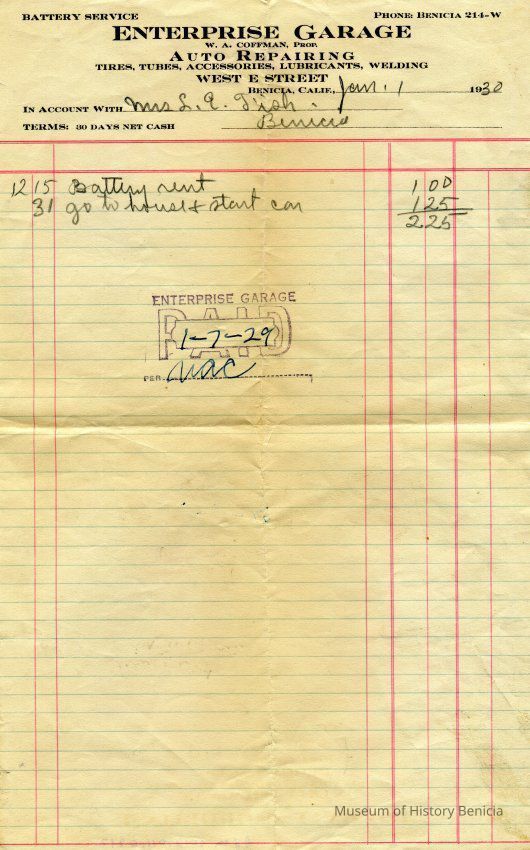 BATTERY SERVICE
PHONE: BENICIA 214-W
ENTERPRISE GARAGE
W. A. COFFMAN, PROP.
AUTO REPAIRING
TIRES, TUBES, ACCESSORIES, LUBRICANTS, WELDING
WEST E STREET
BENICIA, CALIF., Jan. 1 1930
IN ACCOUNT WITH Mrs L. E. Fish.
TERMS: 30 DAYS NET CASH Benicia
12 15 Battery rent 1 00
31 go to house & start car 1 25
2 25
ENTERPRISE GARAGE
PAID
1-7-29
PER WAC
Museum of History Benicia